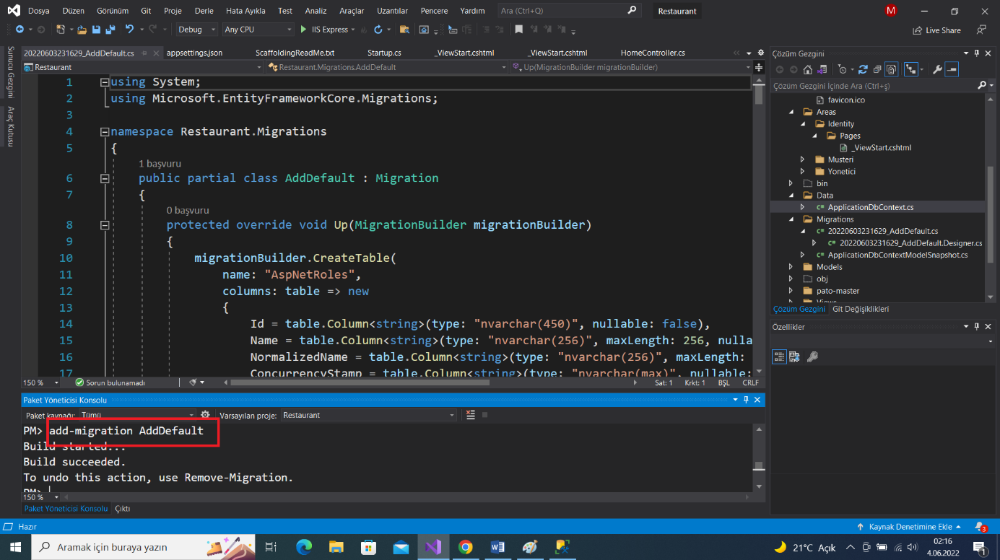 Dosya Düzen Görünüm Git Proje Derle Hata Ayıkla Test Analiz Araçlar Uzantılar Pencere Yardım Ara (Ctrl+Q) Restaurant M
Debug Any CPU IIS Express Live Share
Sunucu Gezgini
Araç Kutusu
20220603231629_AddDefault.cs appsettings.json ScaffoldingReadMe.txt Startup.cs _ViewStart.cshtml _ViewStart.cshtml HomeController.cs
Restaurant Restaurant.Migrations.AddDefault Up(MigrationBuilder migrationBuilder)
1 using System;
2 using Microsoft.EntityFrameworkCore.Migrations;
3
4 namespace Restaurant.Migrations
5 {
1 başvuru
6 public partial class AddDefault : Migration
7 {
0 başvuru
8 protected override void Up(MigrationBuilder migrationBuilder)
9 {
10 migrationBuilder.CreateTable(
11 name: "AspNetRoles",
12 columns: table => new
13 {
14 Id = table.Column<string>(type: "nvarchar(450)", nullable: false),
15 Name = table.Column<string>(type: "nvarchar(256)", maxLength: 256, nulla
16 NormalizedName = table.Column<string>(type: "nvarchar(256)", maxLength:
17 ConcurrencyStamp = table.Column<string>(type: "nvarchar(max)", nullable:
150 % Sorun bulunamadı Sat: 1 Krkt: 1 BŞL CRLF
Paket Yöneticisi Konsolu
Paket kaynağı: Tümü Varsayılan proje: Restaurant
PM> add-migration AddDefault
Build started...
Build succeeded.
To undo this action, use Remove-Migration.
PM>
150 %
Paket Yöneticisi Konsolu Çıktı
Çözüm Gezgini
Çözüm Gezgini İçinde Ara (Ctrl+ş)
favicon.ico
Areas
Identity
Pages
_ViewStart.cshtml
Musteri
Yonetici
bin
Data
ApplicationDbContext.cs
Migrations
20220603231629_AddDefault.cs
20220603231629_AddDefault.Designer.cs
ApplicationDbContextModelSnapshot.cs
Models
obj
pato-master
Views
Çözüm Gezgini Git Değişiklikleri
Özellikler
Hazır Kaynak Denetimine Ekle 3
Aramak için buraya yazın 21°C Açık 02:16
4.06.2022 1